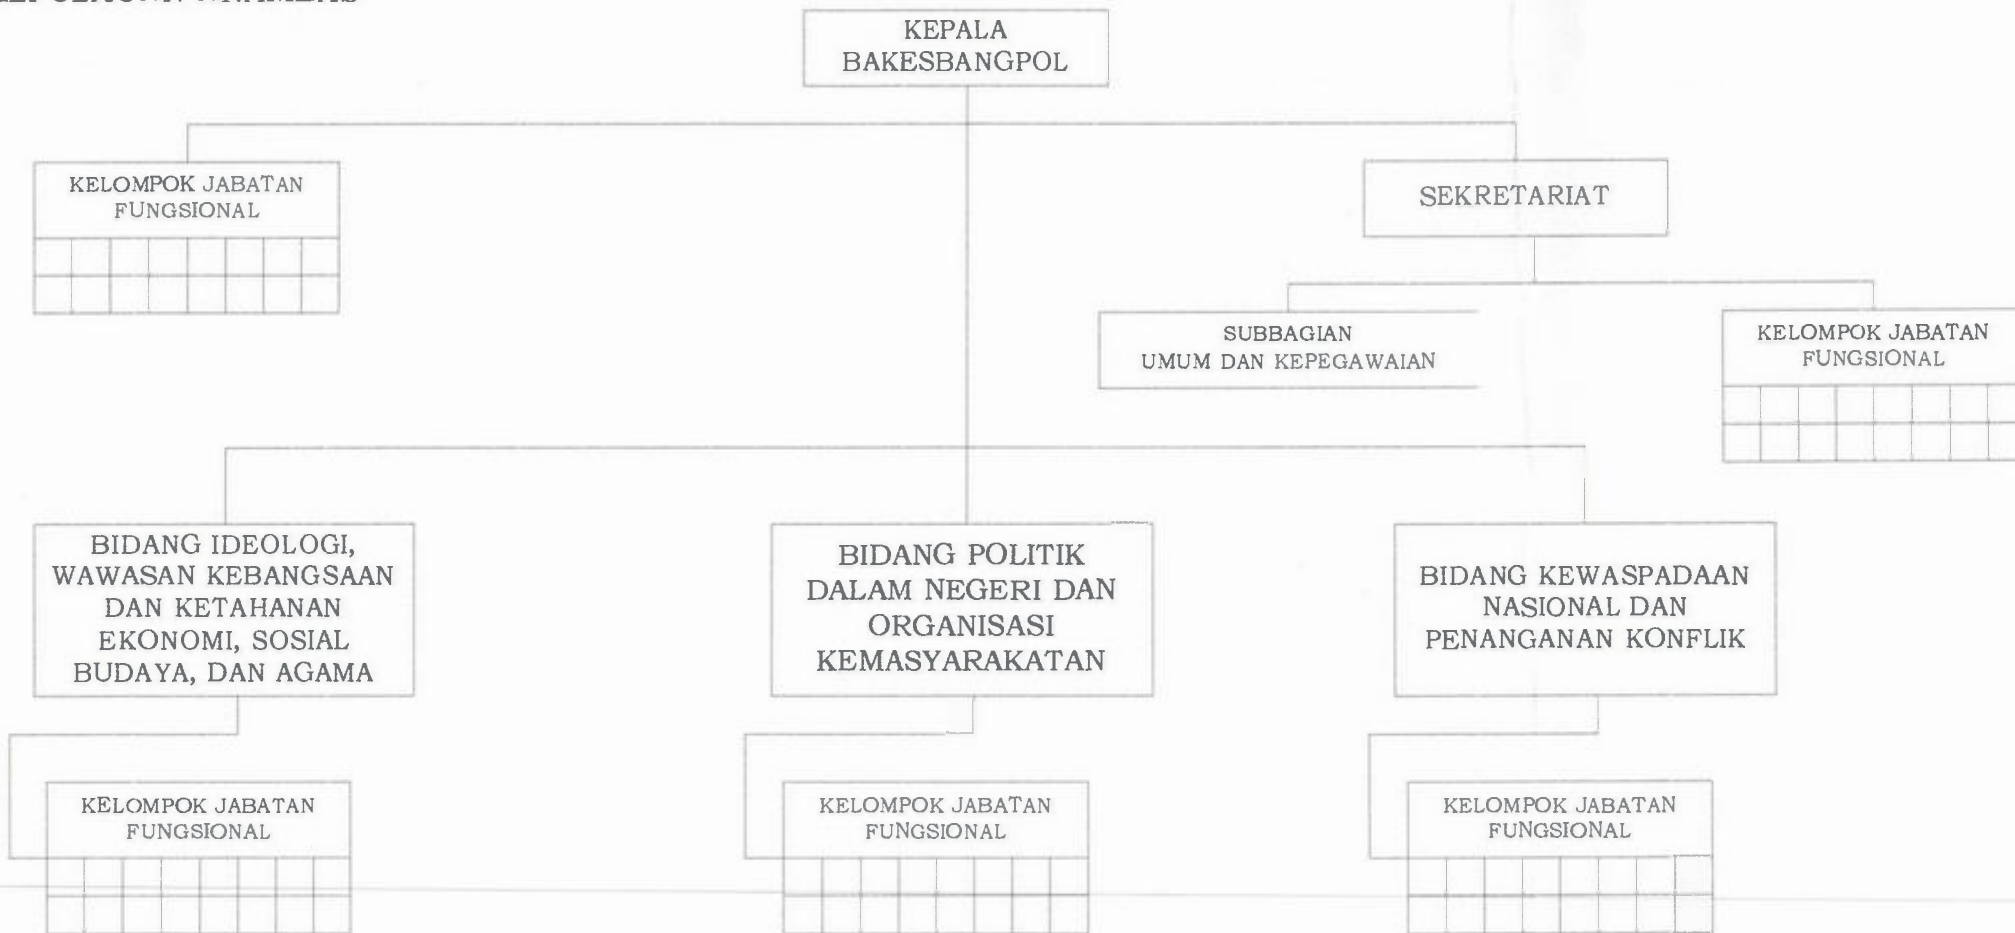 KEPALA
BAKESBANGPOL
KELOMPOK JABATAN
FUNGSIONAL
SEKRETARIAT
SUBBAGIAN
UMUM DAN KEPEGAWAIAN
KELOMPOK JABATAN
FUNGSIONAL
BIDANG IDEOLOGI,
WAWASAN KEBANGSAAN
DAN KETAHANAN
EKONOMI, SOSIAL
BUDAYA, DAN AGAMA
BIDANG POLITIK
DALAM NEGERI DAN
ORGANISASI
KEMASYARAKATAN
BIDANG KEWASPADAAN
NASIONAL DAN
PENANGANAN KONFLIK
KELOMPOK JABATAN
FUNGSIONAL
KELOMPOK JABATAN
FUNGSIONAL
KELOMPOK JABATAN
FUNGSIONAL